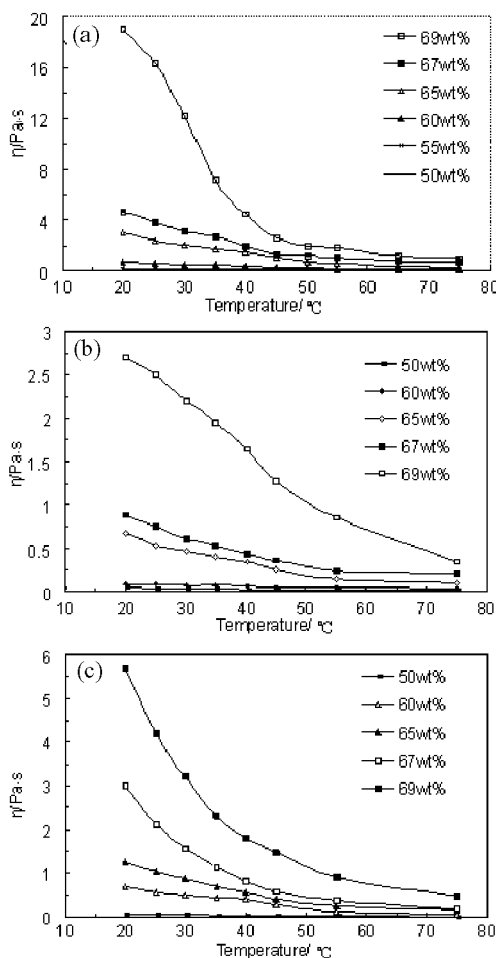 (a)
η/Pa·s
20
16
12
8
4
0
69wt%
67wt%
65wt%
60wt%
55wt%
50wt%
10 20 30 40 50 60 70 80
Temperature/ °C
(b)
η/Pa·s
3
2.5
2
1.5
1
0.5
0
50wt%
60wt%
65wt%
67wt%
69wt%
10 20 30 40 50 60 70 80
Temperature/ °C
(c)
η/Pa·s
6
5
4
3
2
1
0
50wt%
60wt%
65wt%
67wt%
69wt%
10 20 30 40 50 60 70 80
Temperature/ °C